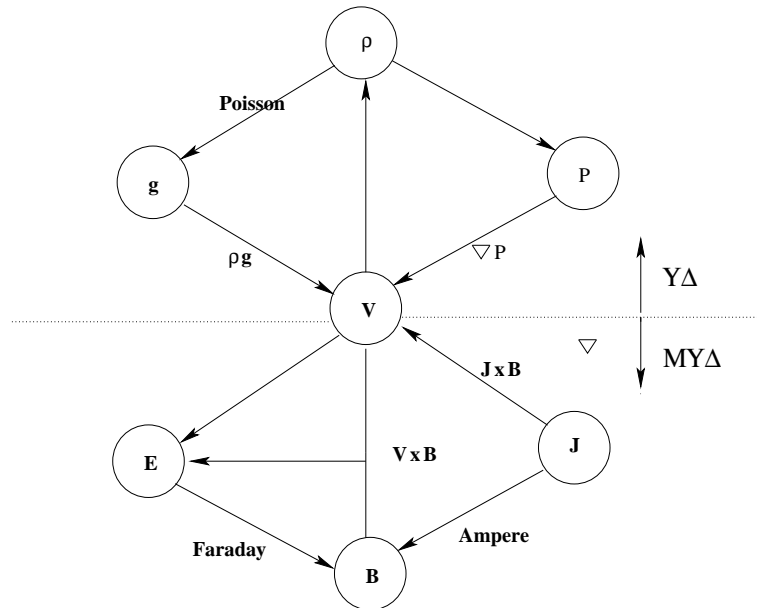 ρ
Poisson
g
P
ρg
▽ P
YΔ
V
▽
MYΔ
J x B
V x B
J
E
Faraday
Ampere
B